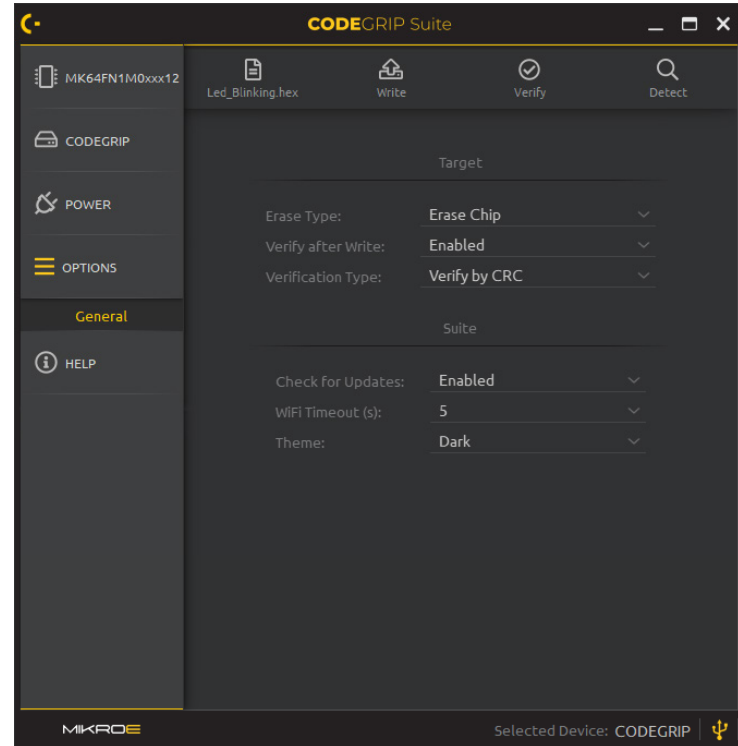 CODEGRIP Suite
MK64FN1M0xxx12
Led_Blinking.hex
Write
Verify
Detect
CODEGRIP
POWER
OPTIONS
General
HELP
Target
Erase Type: Erase Chip
Verify after Write: Enabled
Verification Type: Verify by CRC
Suite
Check for Updates: Enabled
WiFi Timeout (s): 5
Theme: Dark
MIKROE
Selected Device: CODEGRIP